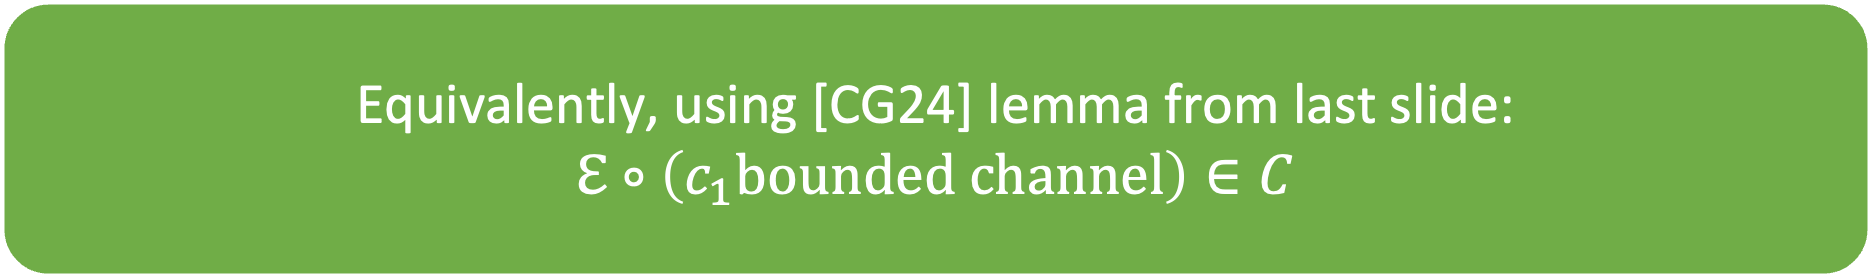 Equivalently, using [CG24] lemma from last slide:
ℇ ∘ (𝑐₁bounded channel) ∈ 𝐶